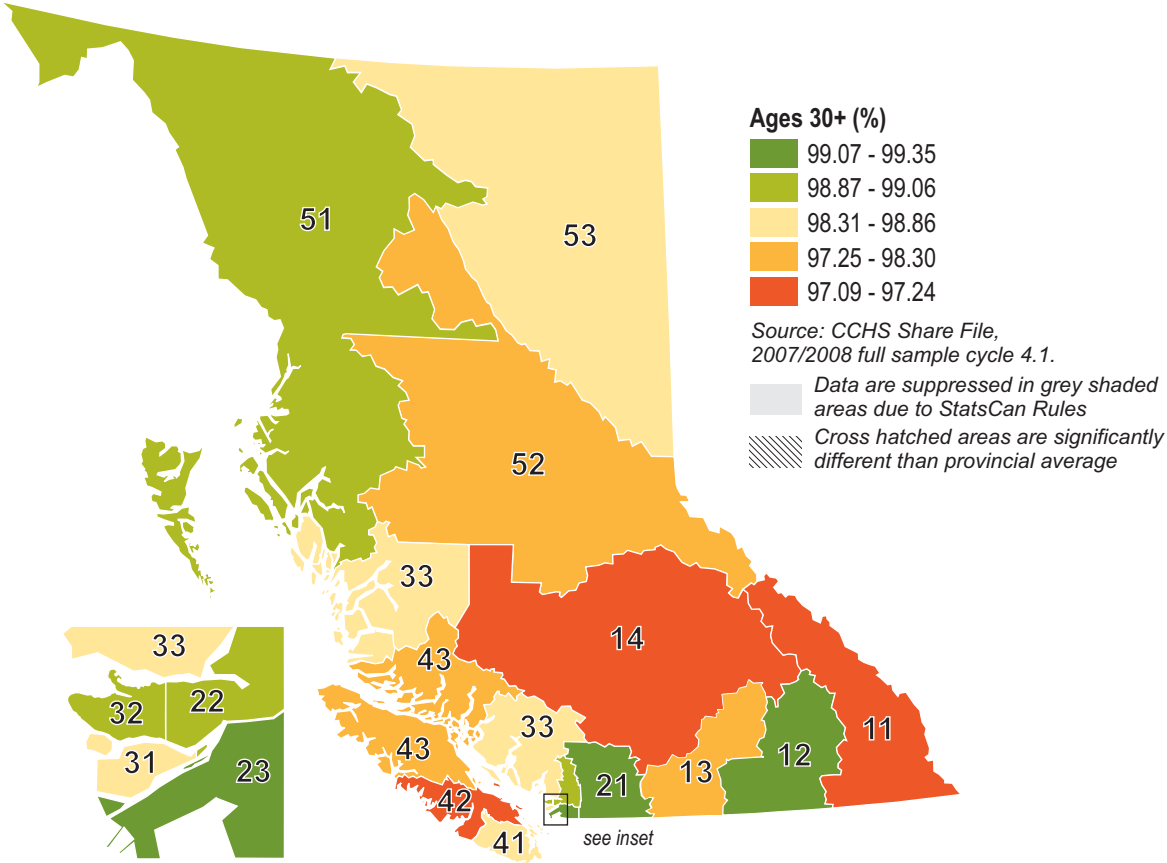 51
53
Ages 30+ (%)
99.07 - 99.35
98.87 - 99.06
98.31 - 98.86
97.25 - 98.30
97.09 - 97.24
Source: CCHS Share File,
2007/2008 full sample cycle 4.1.
Data are suppressed in grey shaded
areas due to StatsCan Rules
Cross hatched areas are significantly
different than provincial average
52
33
14
43
33
43
42
41
21
13
12
11
see inset
33
32
22
31
23